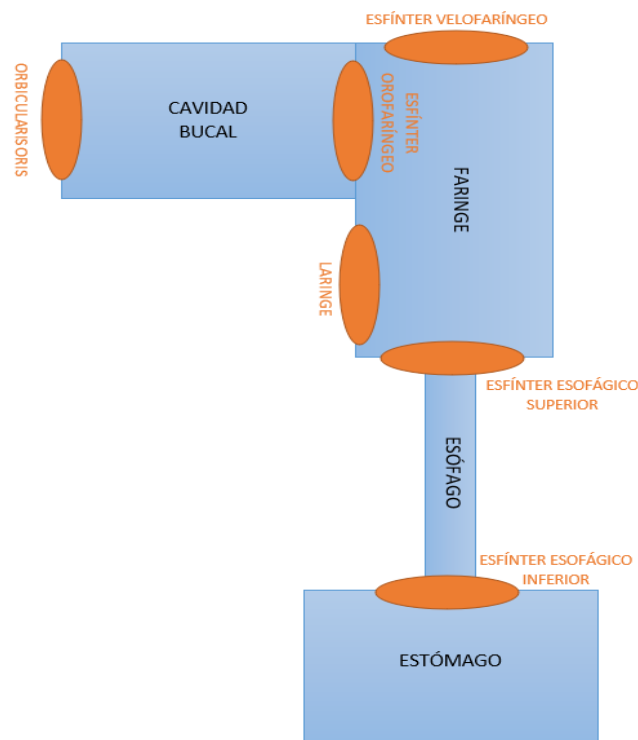 ESFÍNTER VELOFARÍNGEO
ORBICULARISORIS
CAVIDAD
BUCAL
ESFÍNTER
OROFARÍNGEO
FARINGE
LARINGE
ESFÍNTER ESOFÁGICO
SUPERIOR
ESÓFAGO
ESFÍNTER ESOFÁGICO
INFERIOR
ESTÓMAGO